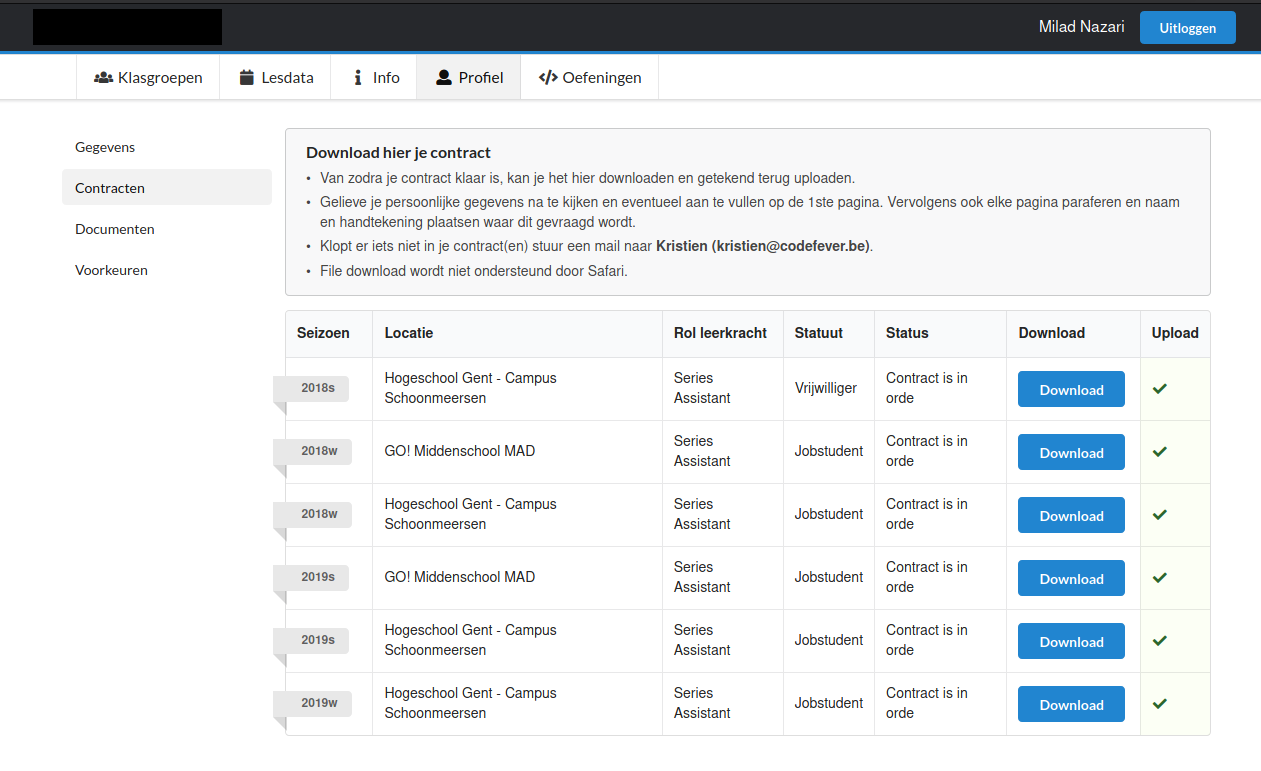 Milad Nazari Uitloggen
Klasgroepen Lesdata Info Profiel Oefeningen
Gegevens
Contracten
Documenten
Voorkeuren
Download hier je contract
• Van zodra je contract klaar is, kan je het hier downloaden en getekend terug uploaden.
• Gelieve je persoonlijke gegevens na te kijken en eventueel aan te vullen op de 1ste pagina. Vervolgens ook elke pagina paraferen en naam
en handtekening plaatsen waar dit gevraagd wordt.
• Klopt er iets niet in je contract(en) stuur een mail naar Kristien (kristien@codefever.be).
• File download wordt niet ondersteund door Safari.
Seizoen Locatie Rol leerkracht Statuut Status Download Upload
2018s Hogeschool Gent - Campus Schoonmeersen Series Assistant Vrijwilliger Contract is in orde Download
2018w GO! Middenschool MAD Series Assistant Jobstudent Contract is in orde Download
2018w Hogeschool Gent - Campus Schoonmeersen Series Assistant Jobstudent Contract is in orde Download
2019s GO! Middenschool MAD Series Assistant Jobstudent Contract is in orde Download
2019s Hogeschool Gent - Campus Schoonmeersen Series Assistant Jobstudent Contract is in orde Download
2019w Hogeschool Gent - Campus Schoonmeersen Series Assistant Jobstudent Contract is in orde Download